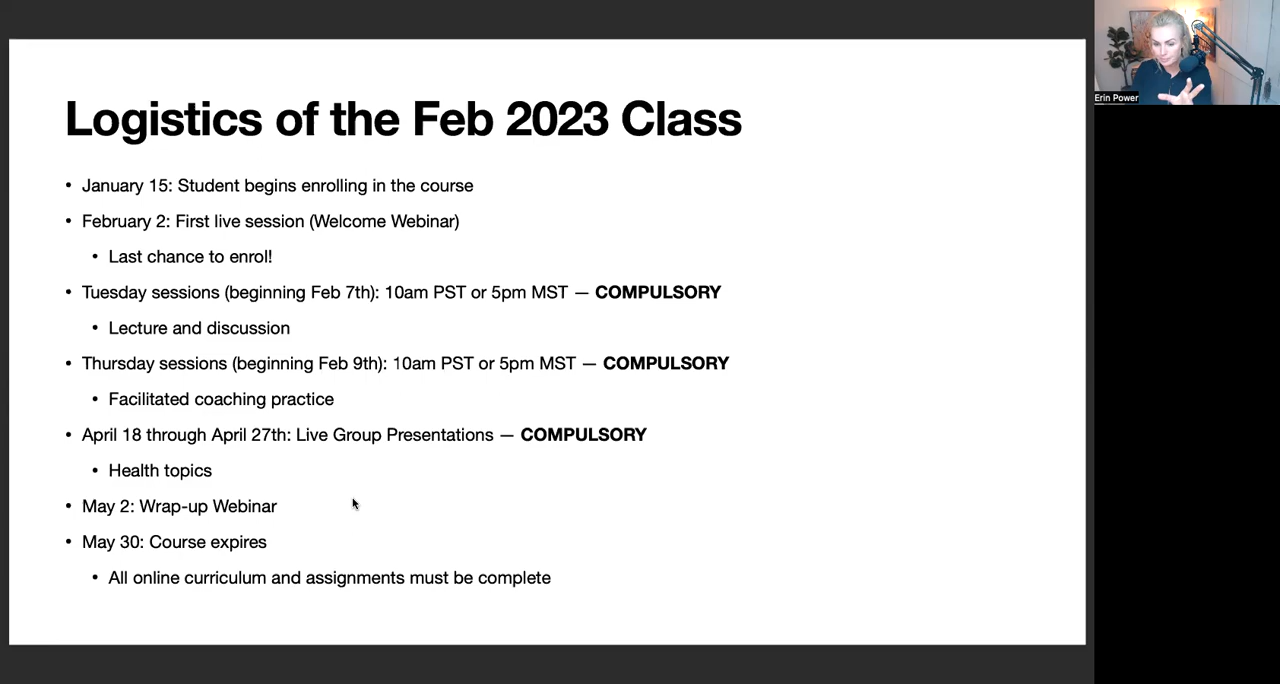 Logistics of the Feb 2023 Class
• January 15: Student begins enrolling in the course
• February 2: First live session (Welcome Webinar)
• Last chance to enrol!
• Tuesday sessions (beginning Feb 7th): 10am PST or 5pm MST — COMPULSORY
• Lecture and discussion
• Thursday sessions (beginning Feb 9th): 10am PST or 5pm MST — COMPULSORY
• Facilitated coaching practice
• April 18 through April 27th: Live Group Presentations — COMPULSORY
• Health topics
• May 2: Wrap-up Webinar
• May 30: Course expires
• All online curriculum and assignments must be complete
Erin Power